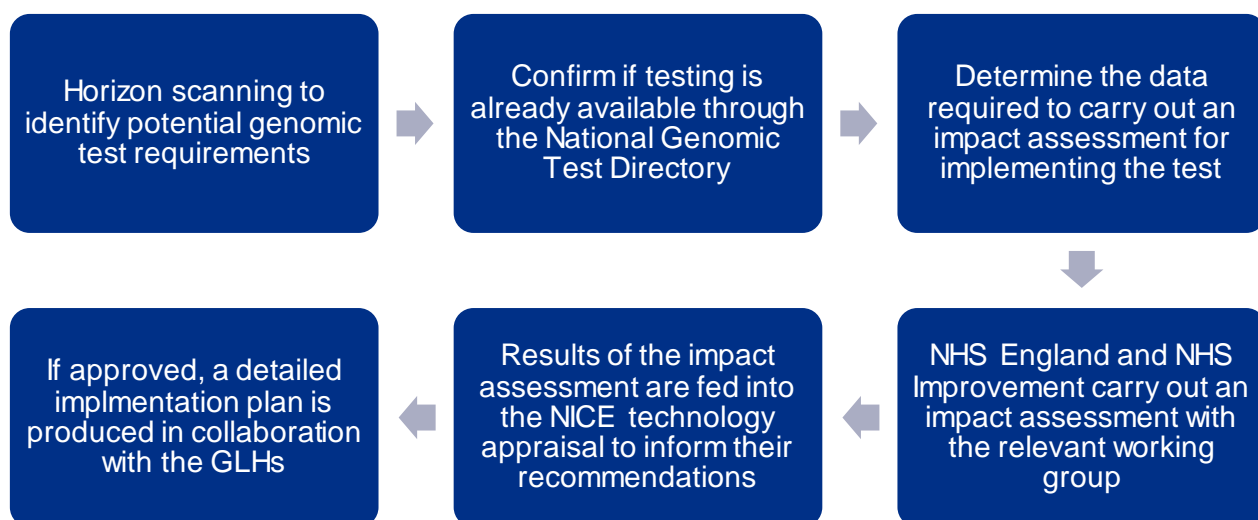 Horizon scanning to
identify potential genomic
test requirements
Confirm if testing is
already available through
the National Genomic
Test Directory
Determine the data
required to carry out an
impact assessment for
implementing the test
NHS England and NHS
Improvement carry out an
impact assessment with
the relevant working
group
Results of the impact
assessment are fed into
the NICE technology
appraisal to inform their
recommendations
If approved, a detailed
implmentation plan is
produced in collaboration
with the GLHs